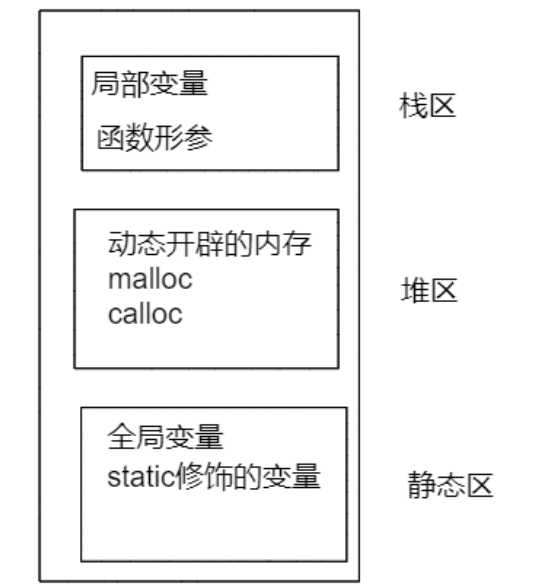 局部变量
函数形参
栈区
动态开辟的内存
malloc
calloc
堆区
全局变量
static修饰的变量
静态区